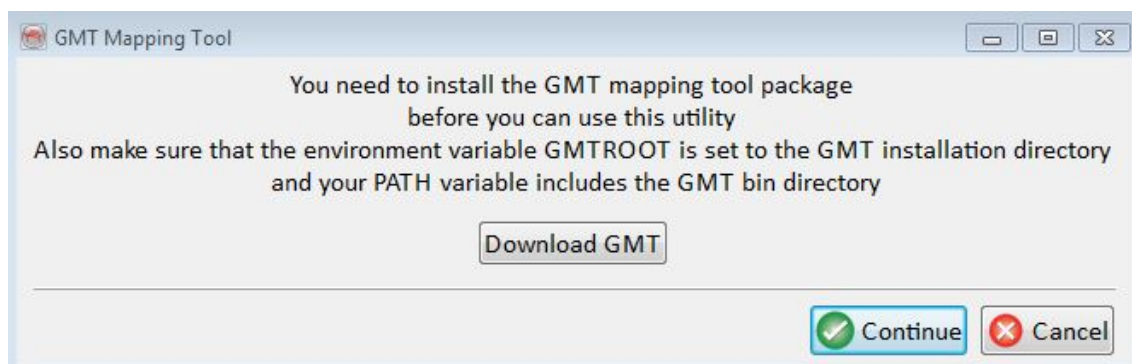 GMT Mapping Tool
You need to install the GMT mapping tool package
before you can use this utility
Also make sure that the environment variable GMTROOT is set to the GMT installation directory
and your PATH variable includes the GMT bin directory
Download GMT
Continue
Cancel